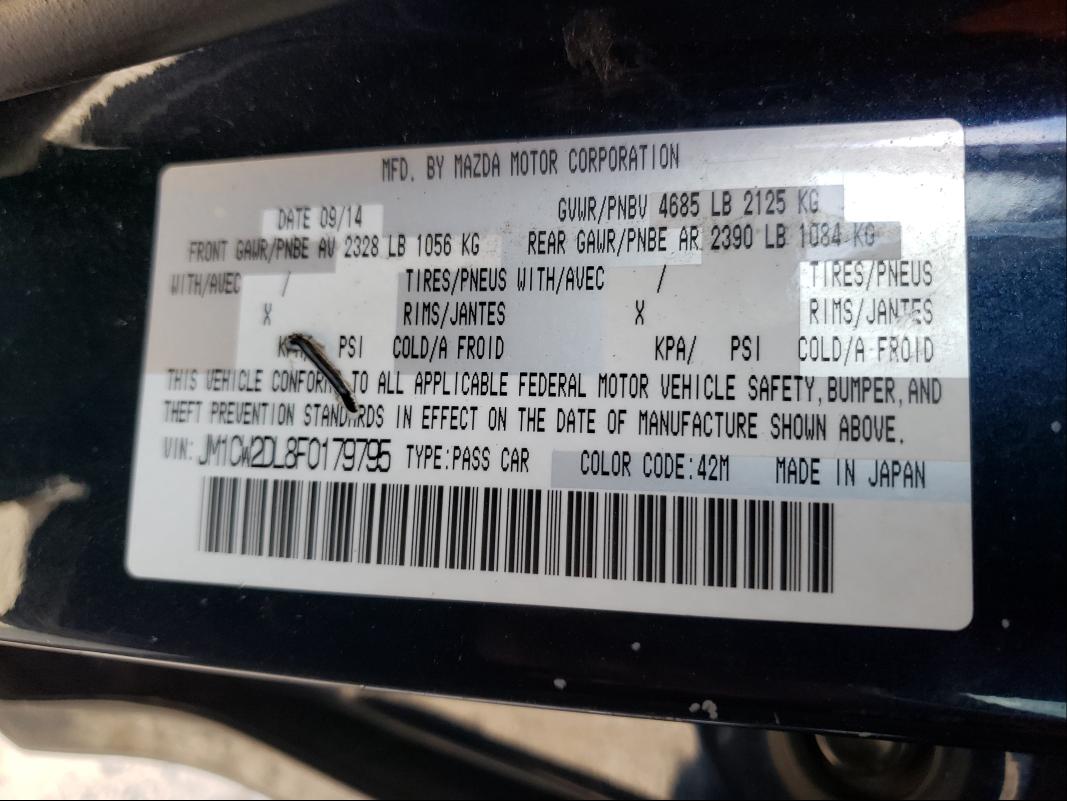 MFD. BY MAZDA MOTOR CORPORATION
DATE 09/14 GVWR/PNBV 4685 LB 2125 KG
FRONT GAWR/PNBE AV 2328 LB 1056 KG REAR GAWR/PNBE AR 2390 LB 1084 KG
WITH/AVEC / TIRES/PNEUS WITH/AVEC / TIRES/PNEUS
X RIMS/JANTES X RIMS/JANTES
KPA/ PSI COLD/A FROID KPA/ PSI COLD/A FROID
THIS VEHICLE CONFORMS TO ALL APPLICABLE FEDERAL MOTOR VEHICLE SAFETY, BUMPER, AND
THEFT PREVENTION STANDARDS IN EFFECT ON THE DATE OF MANUFACTURE SHOWN ABOVE.
VIN: JM1CW2DL8F0179795 TYPE:PASS CAR COLOR CODE:42M MADE IN JAPAN